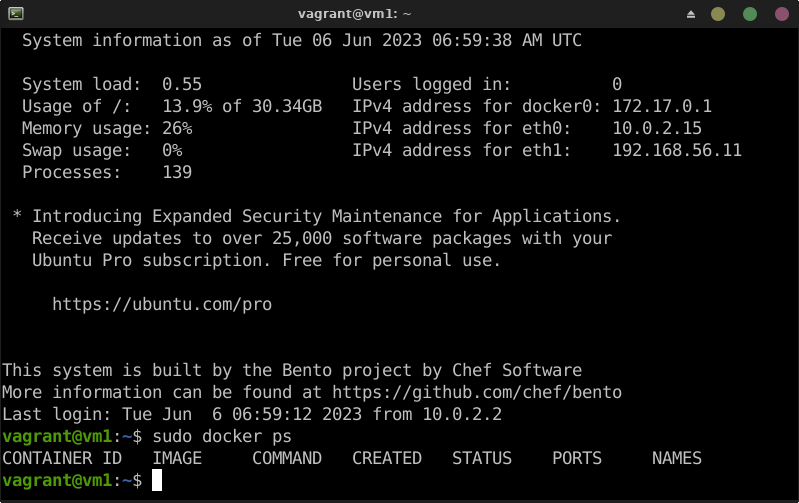 vagrant@vm1: ~
System information as of Tue 06 Jun 2023 06:59:38 AM UTC
System load:  0.55               Users logged in:          0
Usage of /:   13.9% of 30.34GB   IPv4 address for docker0: 172.17.0.1
Memory usage: 26%                IPv4 address for eth0:    10.0.2.15
Swap usage:   0%                 IPv4 address for eth1:    192.168.56.11
Processes:    139
* Introducing Expanded Security Maintenance for Applications.
Receive updates to over 25,000 software packages with your
Ubuntu Pro subscription. Free for personal use.
https://ubuntu.com/pro
This system is built by the Bento project by Chef Software
More information can be found at https://github.com/chef/bento
Last login: Tue Jun  6 06:59:12 2023 from 10.0.2.2
vagrant@vm1:~$ sudo docker ps
CONTAINER ID   IMAGE     COMMAND   CREATED   STATUS    PORTS     NAMES
vagrant@vm1:~$